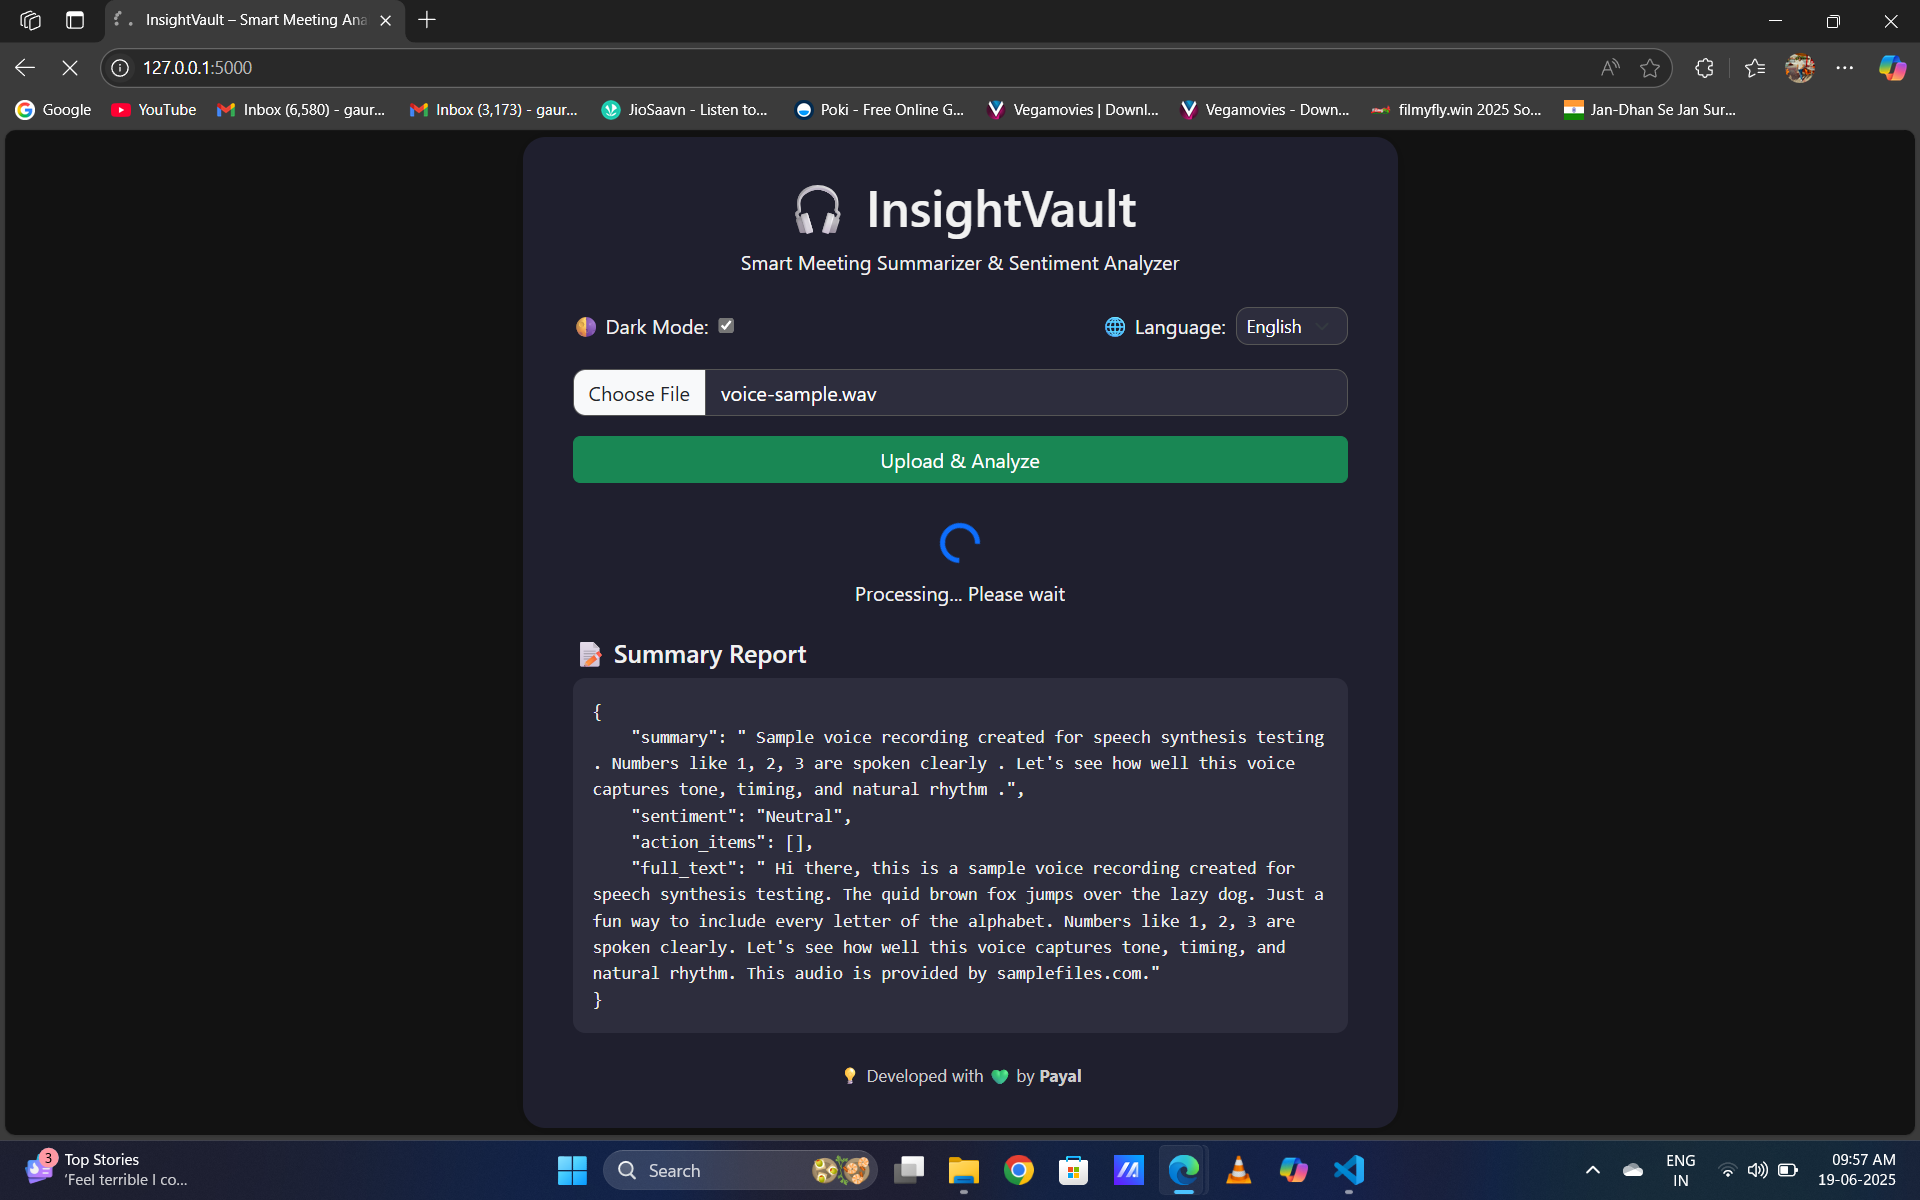 InsightVault – Smart Meeting Ana
127.0.0.1:5000
Google
YouTube
Inbox (6,580) - gaur...
Inbox (3,173) - gaur...
JioSaavn - Listen to...
Poki - Free Online G...
Vegamovies | Downl...
Vegamovies - Down...
filmyfly.win 2025 So...
Jan-Dhan Se Jan Sur...
InsightVault
Smart Meeting Summarizer & Sentiment Analyzer
Dark Mode:
Language:
English
Choose File
voice-sample.wav
Upload & Analyze
Processing... Please wait
Summary Report
{
"summary": " Sample voice recording created for speech synthesis testing
. Numbers like 1, 2, 3 are spoken clearly . Let's see how well this voice
captures tone, timing, and natural rhythm .",
"sentiment": "Neutral",
"action_items": [],
"full_text": " Hi there, this is a sample voice recording created for
speech synthesis testing. The quid brown fox jumps over the lazy dog. Just a
fun way to include every letter of the alphabet. Numbers like 1, 2, 3 are
spoken clearly. Let's see how well this voice captures tone, timing, and
natural rhythm. This audio is provided by samplefiles.com."
}
Developed with 💚 by Payal
3
Top Stories
'Feel terrible I co...
Search
ENG
IN
09:57 AM
19-06-2025